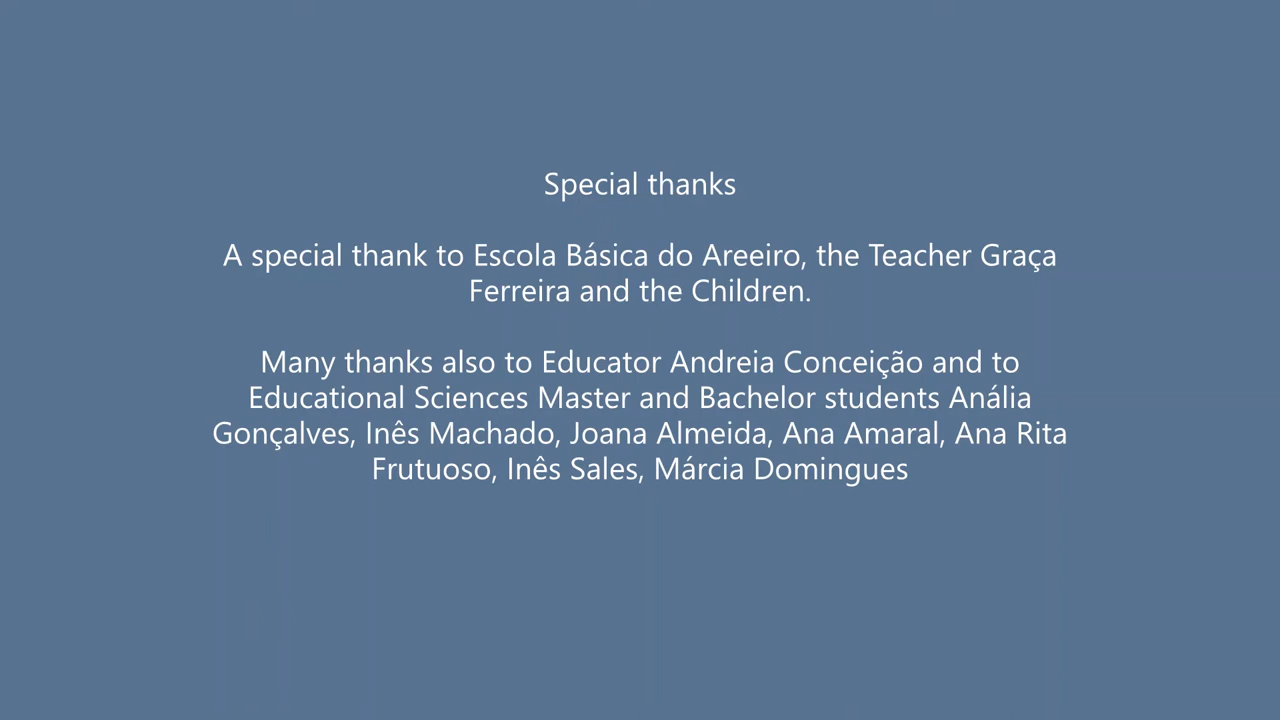 Special thanks
A special thank to Escola Básica do Areeiro, the Teacher Graça
Ferreira and the Children.
Many thanks also to Educator Andreia Conceição and to
Educational Sciences Master and Bachelor students Anália
Gonçalves, Inês Machado, Joana Almeida, Ana Amaral, Ana Rita
Frutuoso, Inês Sales, Márcia Domingues